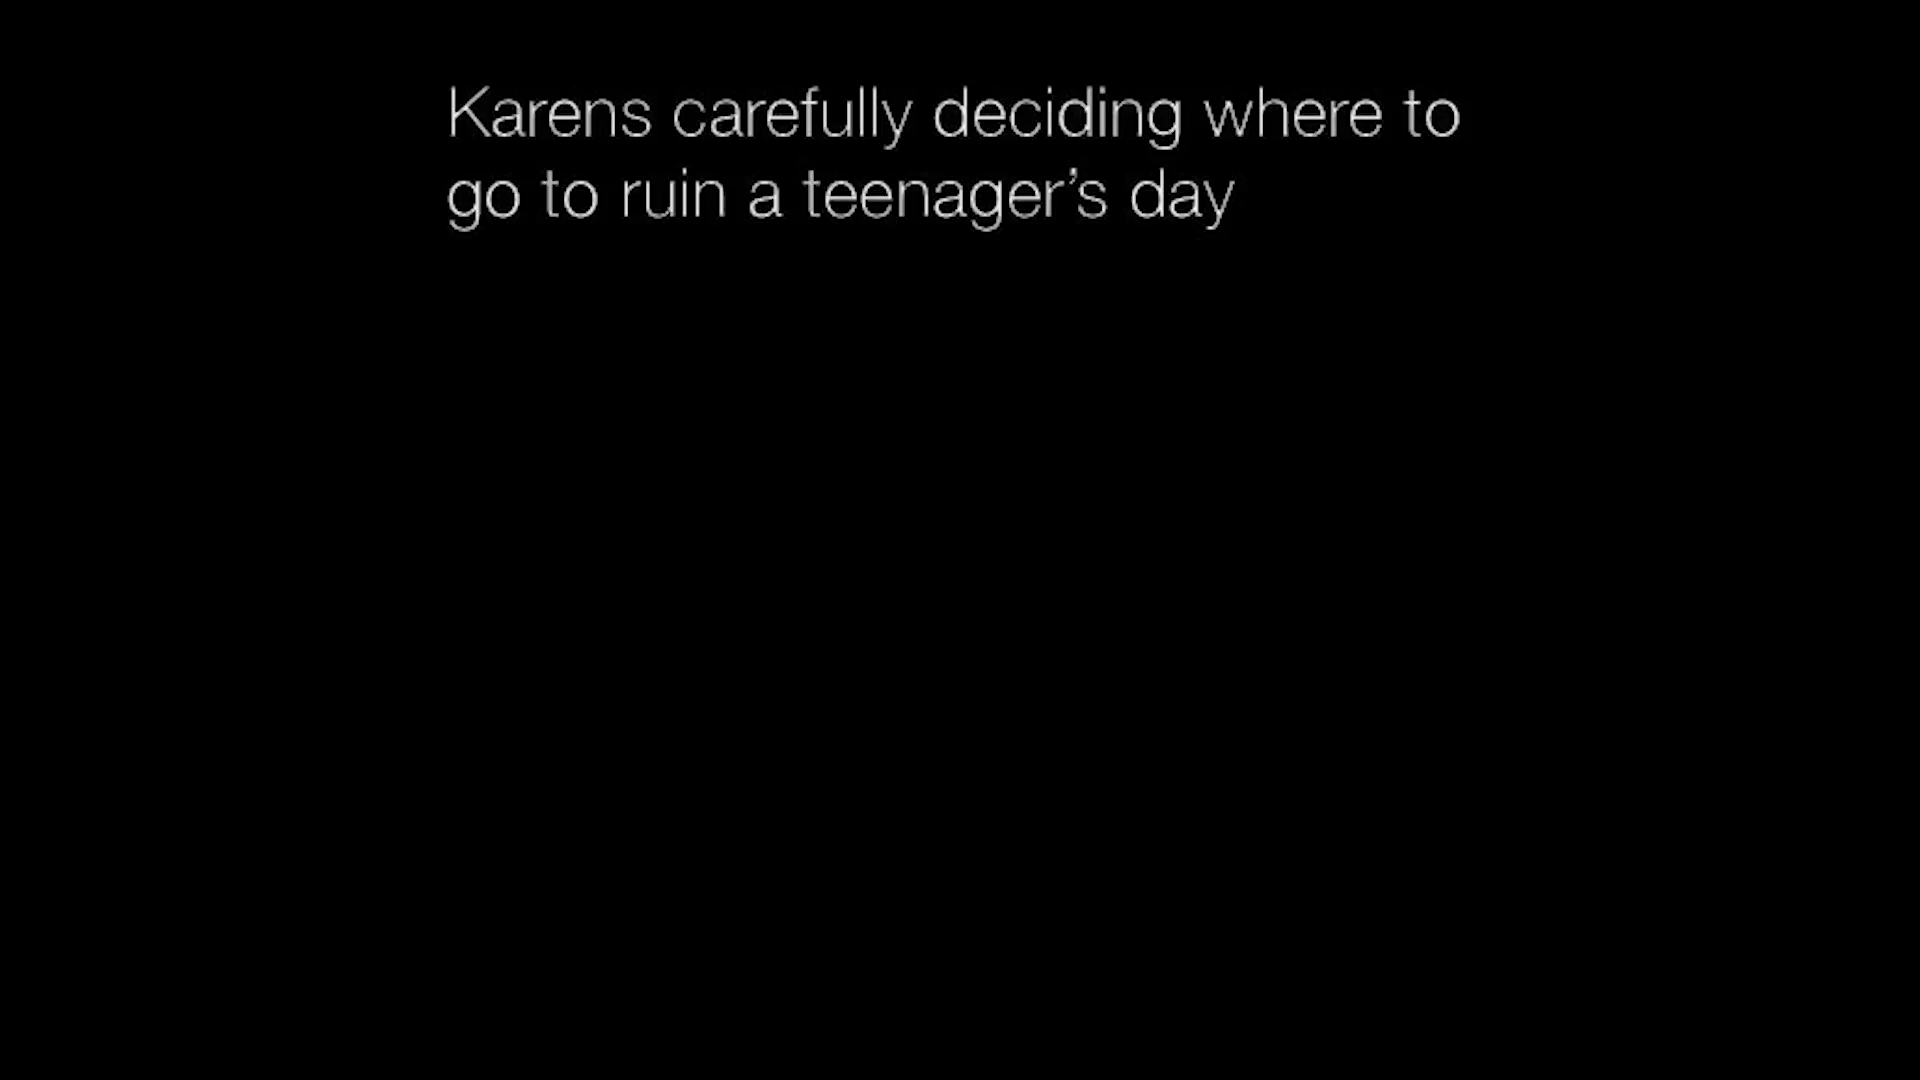 Karens carefully deciding where to
go to ruin a teenager’s day